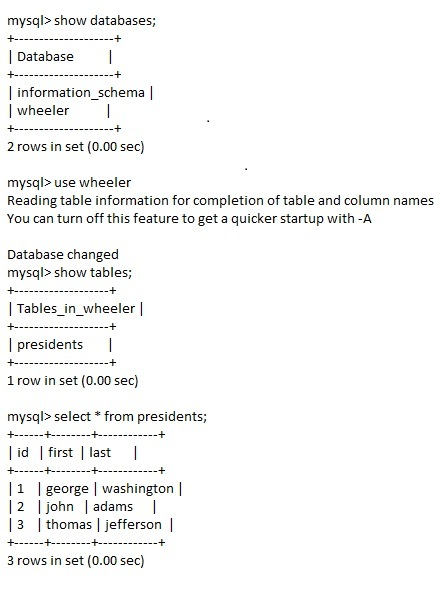 mysql> show databases;
+--------------------+
| Database         |
+--------------------+
| information_schema |
| wheeler         |
+--------------------+
2 rows in set (0.00 sec)

mysql> use wheeler
Reading table information for completion of table and column names
You can turn off this feature to get a quicker startup with -A

Database changed
mysql> show tables;
+-------------------+
| Tables_in_wheeler |
+-------------------+
| presidents      |
+-------------------+
1 row in set (0.00 sec)

mysql> select * from presidents;
+------+--------+------------+
| id   | first  | last      |
+------+--------+------------+
| 1   | george | washington |
| 2   | john   | adams     |
| 3   | thomas | jefferson  |
+------+--------+------------+
3 rows in set (0.00 sec)